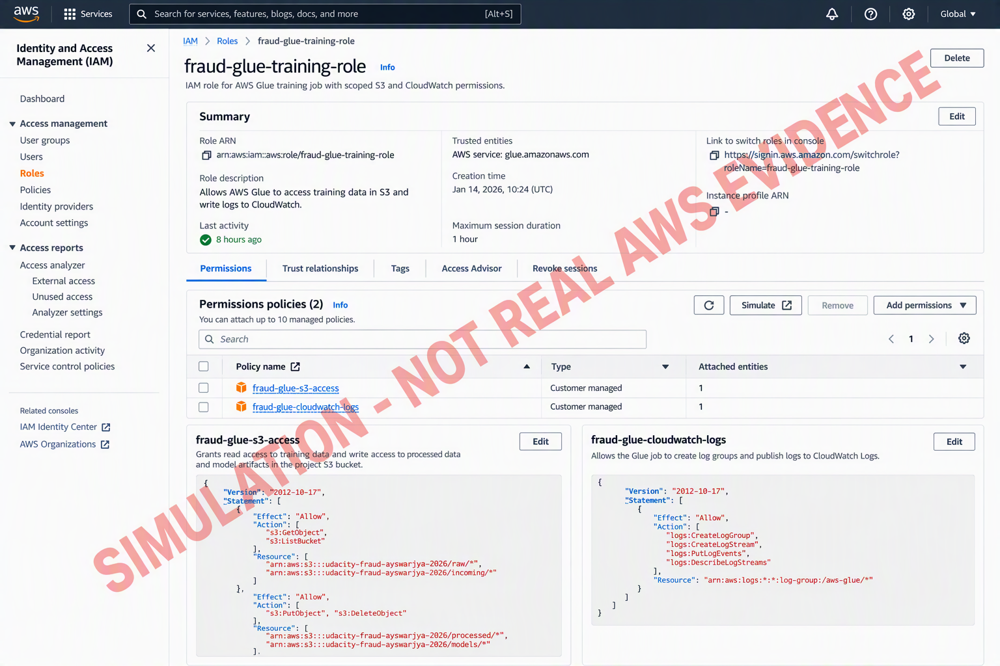 aws
Services
Search for services, features, blogs, docs, and more
[Alt+S]
Global
Identity and Access
Management (IAM)
Dashboard
Access management
User groups
Users
Roles
Policies
Identity providers
Account settings
Access reports
Access analyzer
External access
Unused access
Analyzer settings
Credential report
Organization activity
Service control policies
Related consoles
IAM Identity Center
AWS Organizations
IAM > Roles > fraud-glue-training-role
fraud-glue-training-role Info
IAM role for AWS Glue training job with scoped S3 and CloudWatch permissions.
Delete
Summary
Edit
Role ARN
arn:aws:iam::aws:role/fraud-glue-training-role
Role description
Allows AWS Glue to access training data in S3 and
write logs to CloudWatch.
Last activity
8 hours ago
Trusted entities
AWS service: glue.amazonaws.com
Creation time
Jan 14, 2026, 10:24 (UTC)
Maximum session duration
1 hour
Link to switch roles in console
https://signin.aws.amazon.com/switchrole?
roleName=fraud-glue-training-role
Instance profile ARN
-
Permissions
Trust relationships
Tags
Access Advisor
Revoke sessions
Permissions policies (2) Info
You can attach up to 10 managed policies.
Simulate
Remove
Add permissions
Search
1
Policy name
Type
Attached entities
fraud-glue-s3-access
Customer managed
1
fraud-glue-cloudwatch-logs
Customer managed
1
fraud-glue-s3-access
Edit
Grants read access to training data and write access to processed data
and model artifacts in the project S3 bucket.
{
"Version": "2012-10-17",
"Statement": [
{
"Effect": "Allow",
"Action": [
"s3:GetObject",
"s3:ListBucket"
],
"Resource": [
"arn:aws:s3:::udacity-fraud-ayswarjya-2026/raw/*",
"arn:aws:s3:::udacity-fraud-ayswarjya-2026/incoming/*"
]
},
"Effect": "Allow",
"Action": [
"s3:PutObject", "s3:DeleteObject"
],
"Resource": [
"arn:aws:s3:::udacity-fraud-ayswarjya-2026/processed/*",
"arn:aws:s3:::udacity-fraud-ayswarjya-2026/models/*"
].
fraud-glue-cloudwatch-logs
Edit
Allows the Glue job to create log groups and publish logs to CloudWatch Logs.
{
"Version": "2012-10-17",
"Statement": [
{
"Effect": "Allow",
"Action": [
"logs:CreateLogGroup",
"logs:CreateLogStream",
"logs:PutLogEvents",
"logs:DescribeLogStreams"
],
"Resource": "arn:aws:logs:*:*:log-group:/aws-glue/*"
}
]
]
}
SIMULATION - NOT REAL AWS EVIDENCE